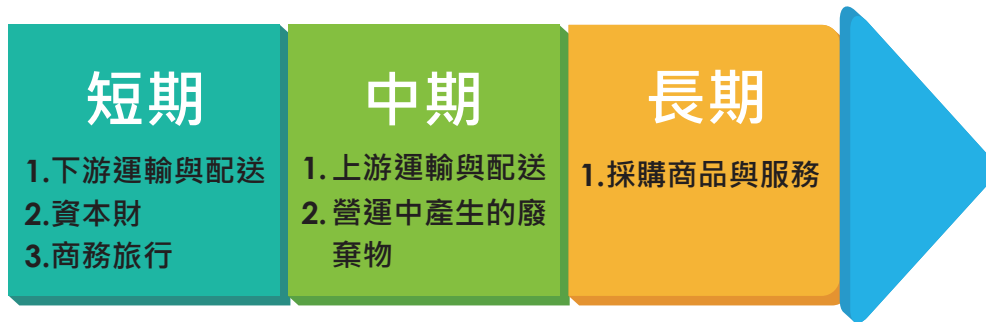 短期
1.下游運輸與配送
2.資本財
3.商務旅行
中期
1.上游運輸與配送
2.營運中產生的廢
棄物
長期
1.採購商品與服務